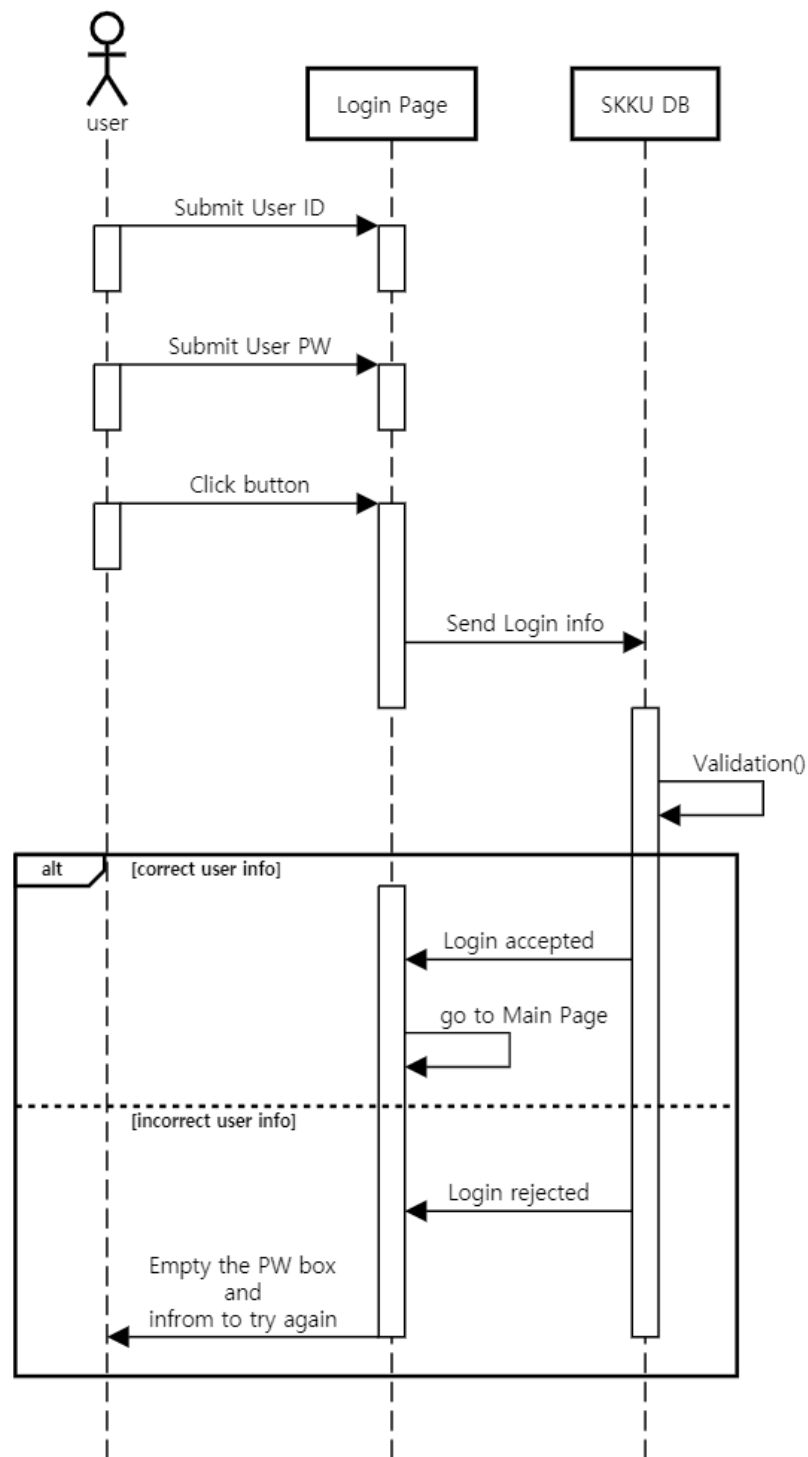 user
Login Page
SKKU DB
Submit User ID
Submit User PW
Click button
Send Login info
Validation()
alt
[correct user info]
Login accepted
go to Main Page
[incorrect user info]
Login rejected
Empty the PW box
and
infrom to try again